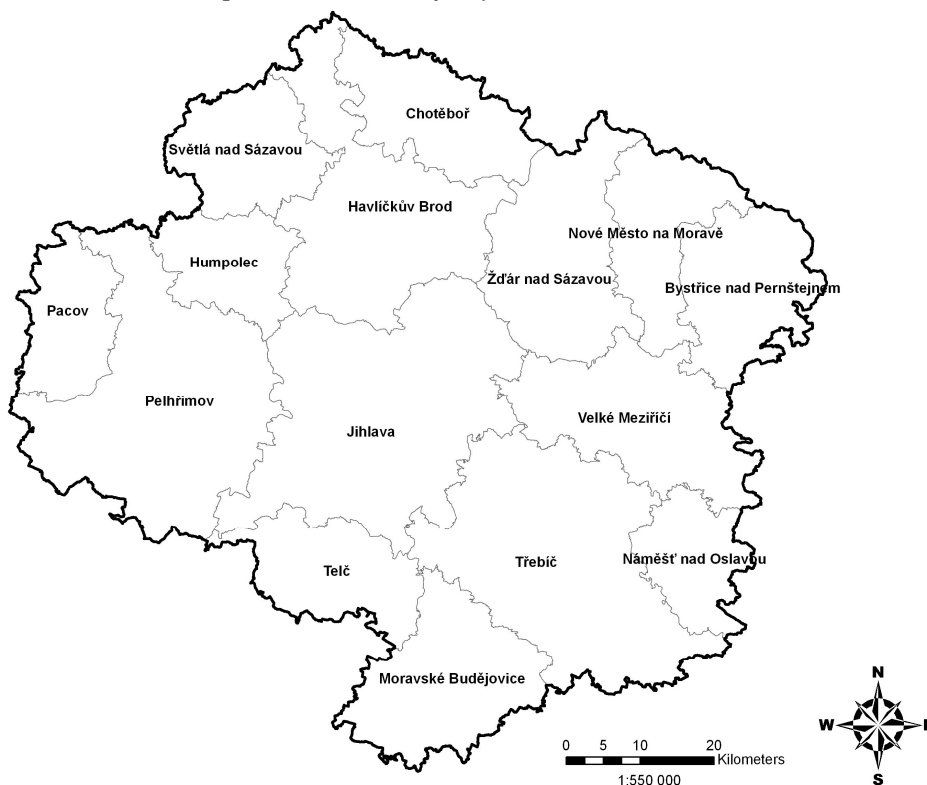 Chotěboř
Světlá nad Sázavou
Havlíčkův Brod
Nové Město na Moravě
Humpolec
Žďár nad Sázavou
Bystřice nad Pernštejnem
Pacov
Pelhřimov
Velké Meziříčí
Jihlava
Náměšť nad Oslavou
Třebíč
Telč
Moravské Budějovice
N
W
S
0 5 10 20
Kilometers
1:550 000